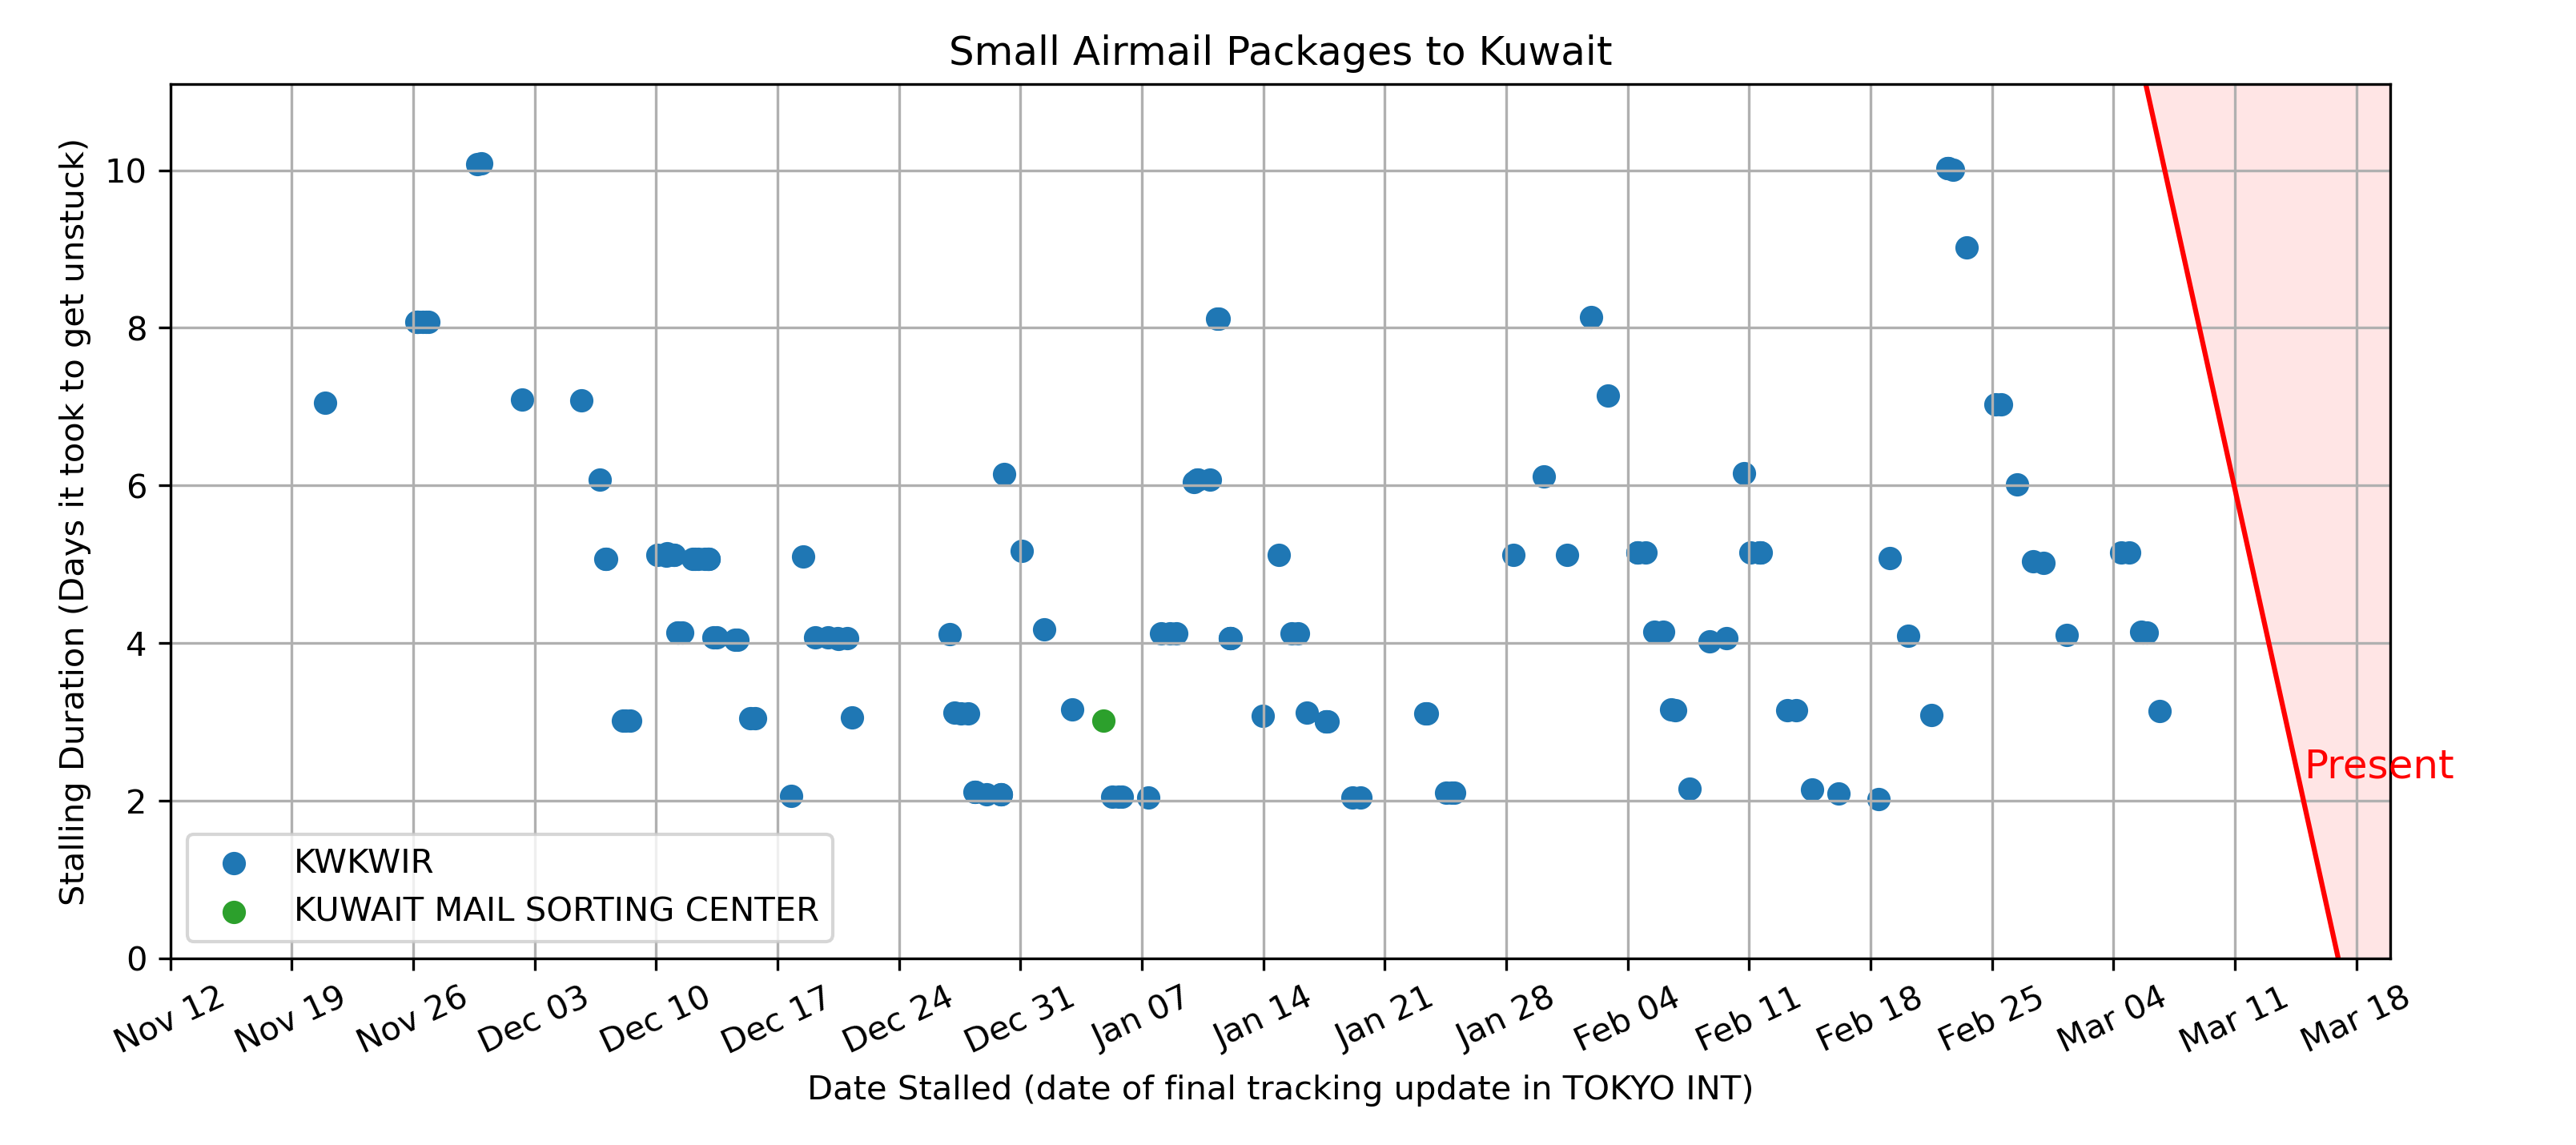 Small Airmail Packages to Kuwait
Stalling Duration (Days it took to get unstuck)
10
8
6
4
2
0
Present
KWKWIR
KUWAIT MAIL SORTING CENTER
Nov 12
Nov 19
Nov 26
Dec 03
Dec 10
Dec 17
Dec 24
Dec 31
Jan 07
Jan 14
Jan 21
Jan 28
Feb 04
Feb 11
Feb 18
Feb 25
Mar 04
Mar 11
Mar 18
Date Stalled (date of final tracking update in TOKYO INT)